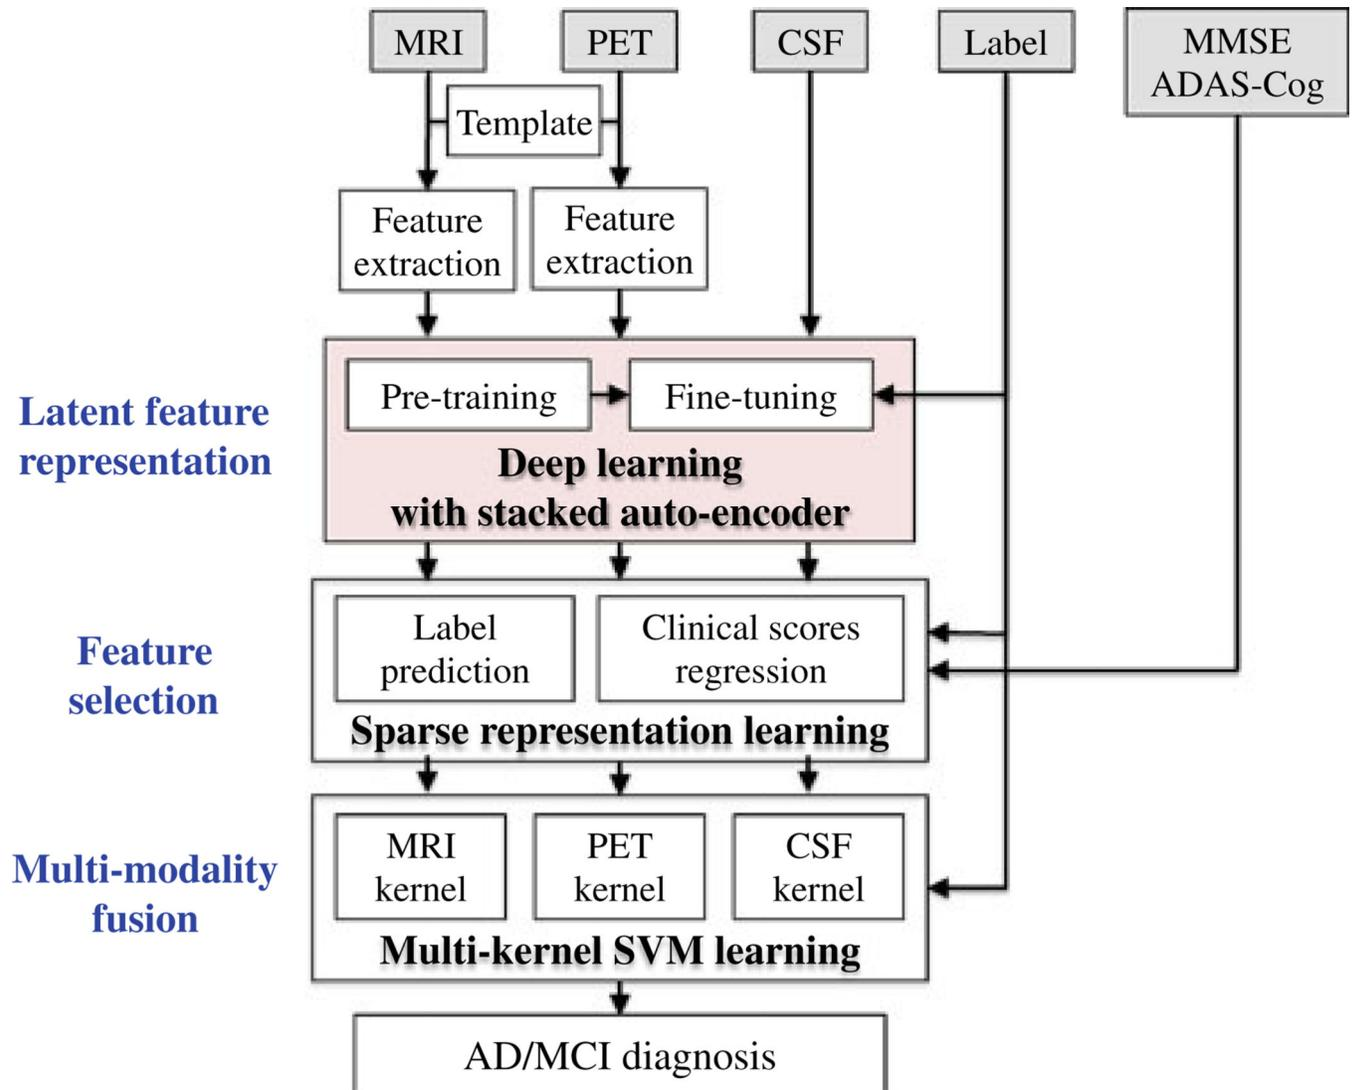 MRI
PET
CSF
Label
MMSE
ADAS-Cog
Template
Feature
extraction
Feature
extraction
Latent feature
representation
Pre-training
Fine-tuning
Deep learning
with stacked auto-encoder
Feature
selection
Label
prediction
Clinical scores
regression
Sparse representation learning
Multi-modality
fusion
MRI
kernel
PET
kernel
CSF
kernel
Multi-kernel SVM learning
AD/MCI diagnosis